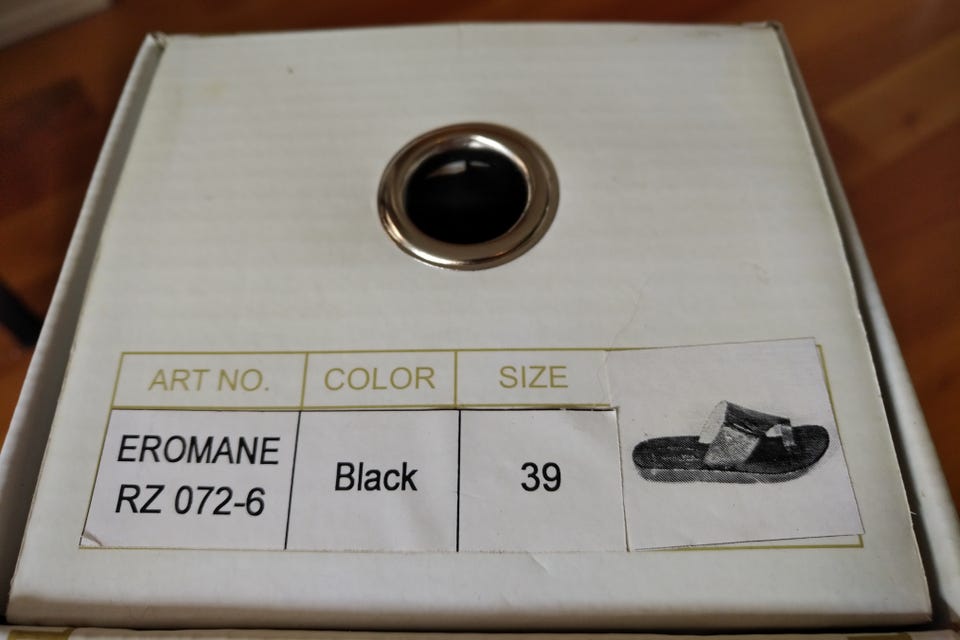 ART NO. COLOR SIZE
EROMANE
RZ 072-6
Black
39